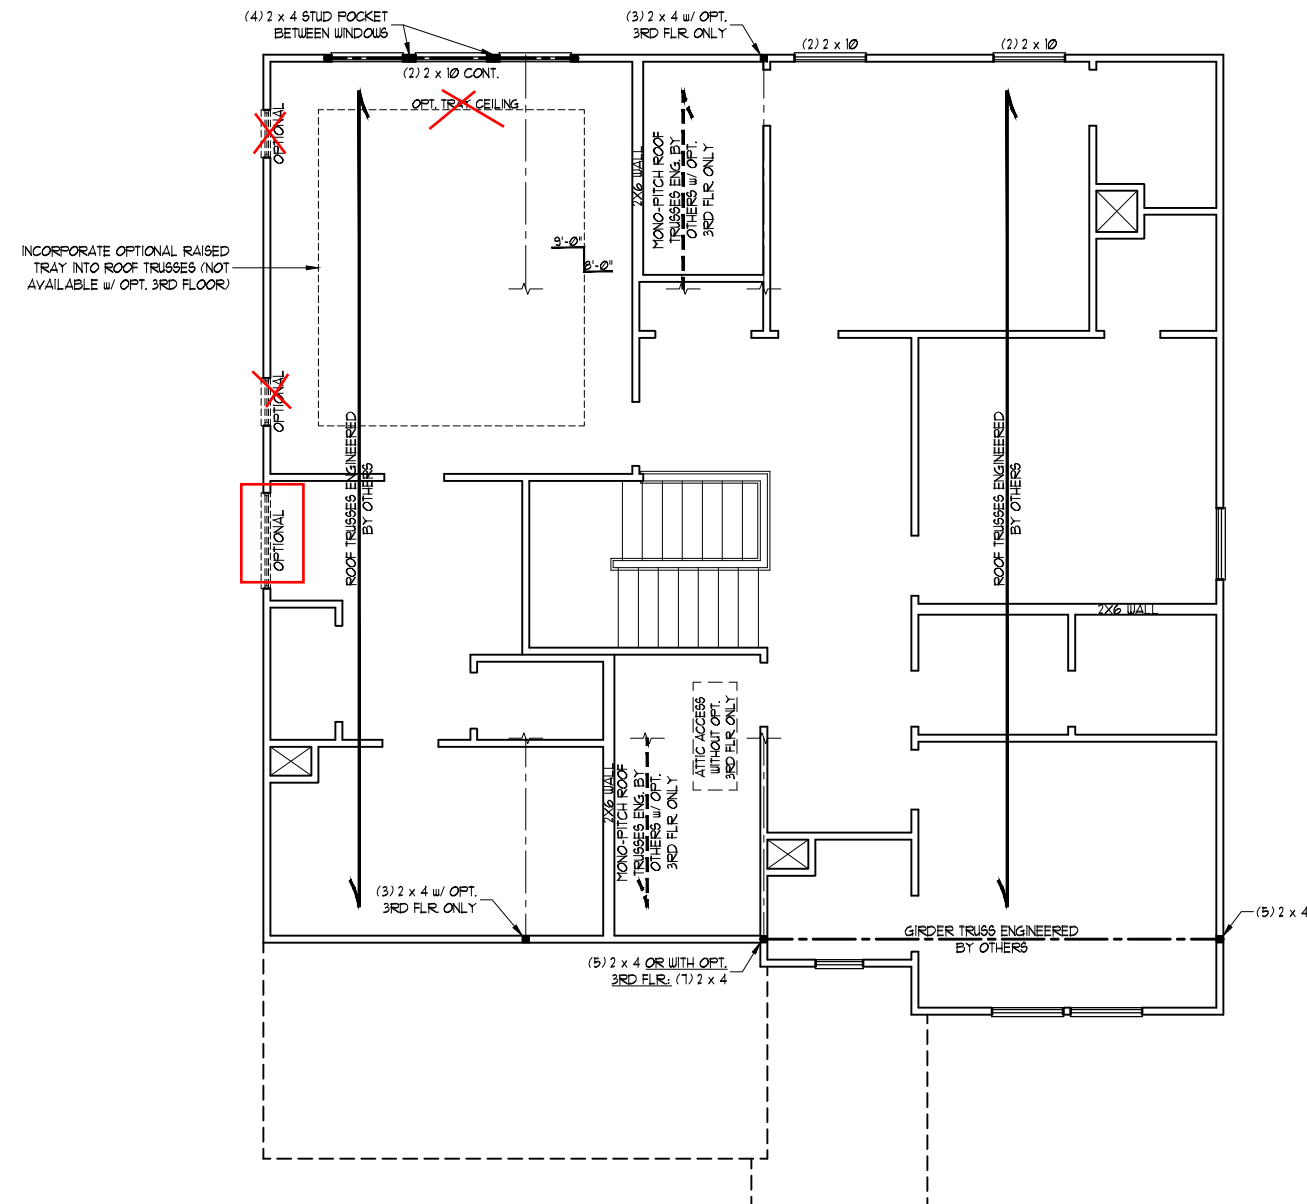 (4) 2 x 4 STUD POCKET
BETWEEN WINDOWS
(3) 2 x 4 w/ OPT.
3RD FLR. ONLY
(2) 2 x 10
(2) 2 x 10
(2) 2 x 10 CONT.
OPT. TRAY CEILING
OPTIONAL
2X6 WALL
MONO-PITCH ROOF
TRUSSES ENG. BY
OTHERS w/ OPT.
3RD FLR. ONLY
INCORPORATE OPTIONAL RAISED
TRAY INTO ROOF TRUSSES (NOT
AVAILABLE w/ OPT. 3RD FLOOR)
9'-0"
8'-0"
OPTIONAL
ROOF TRUSSES ENGINEERED
BY OTHERS
ROOF TRUSSES ENGINEERED
BY OTHERS
OPTIONAL
2X6 WALL
ATTIC ACCESS
WITHOUT OPT.
3RD FLR. ONLY
2X6 WALL
MONO-PITCH ROOF
TRUSSES ENG. BY
OTHERS w/ OPT.
3RD FLR. ONLY
(3) 2 x 4 w/ OPT.
3RD FLR. ONLY
(5) 2 x 4
GIRDER TRUSS ENGINEERED
BY OTHERS
(5) 2 x 4 OR WITH OPT.
3RD FLR.: (7) 2 x 4